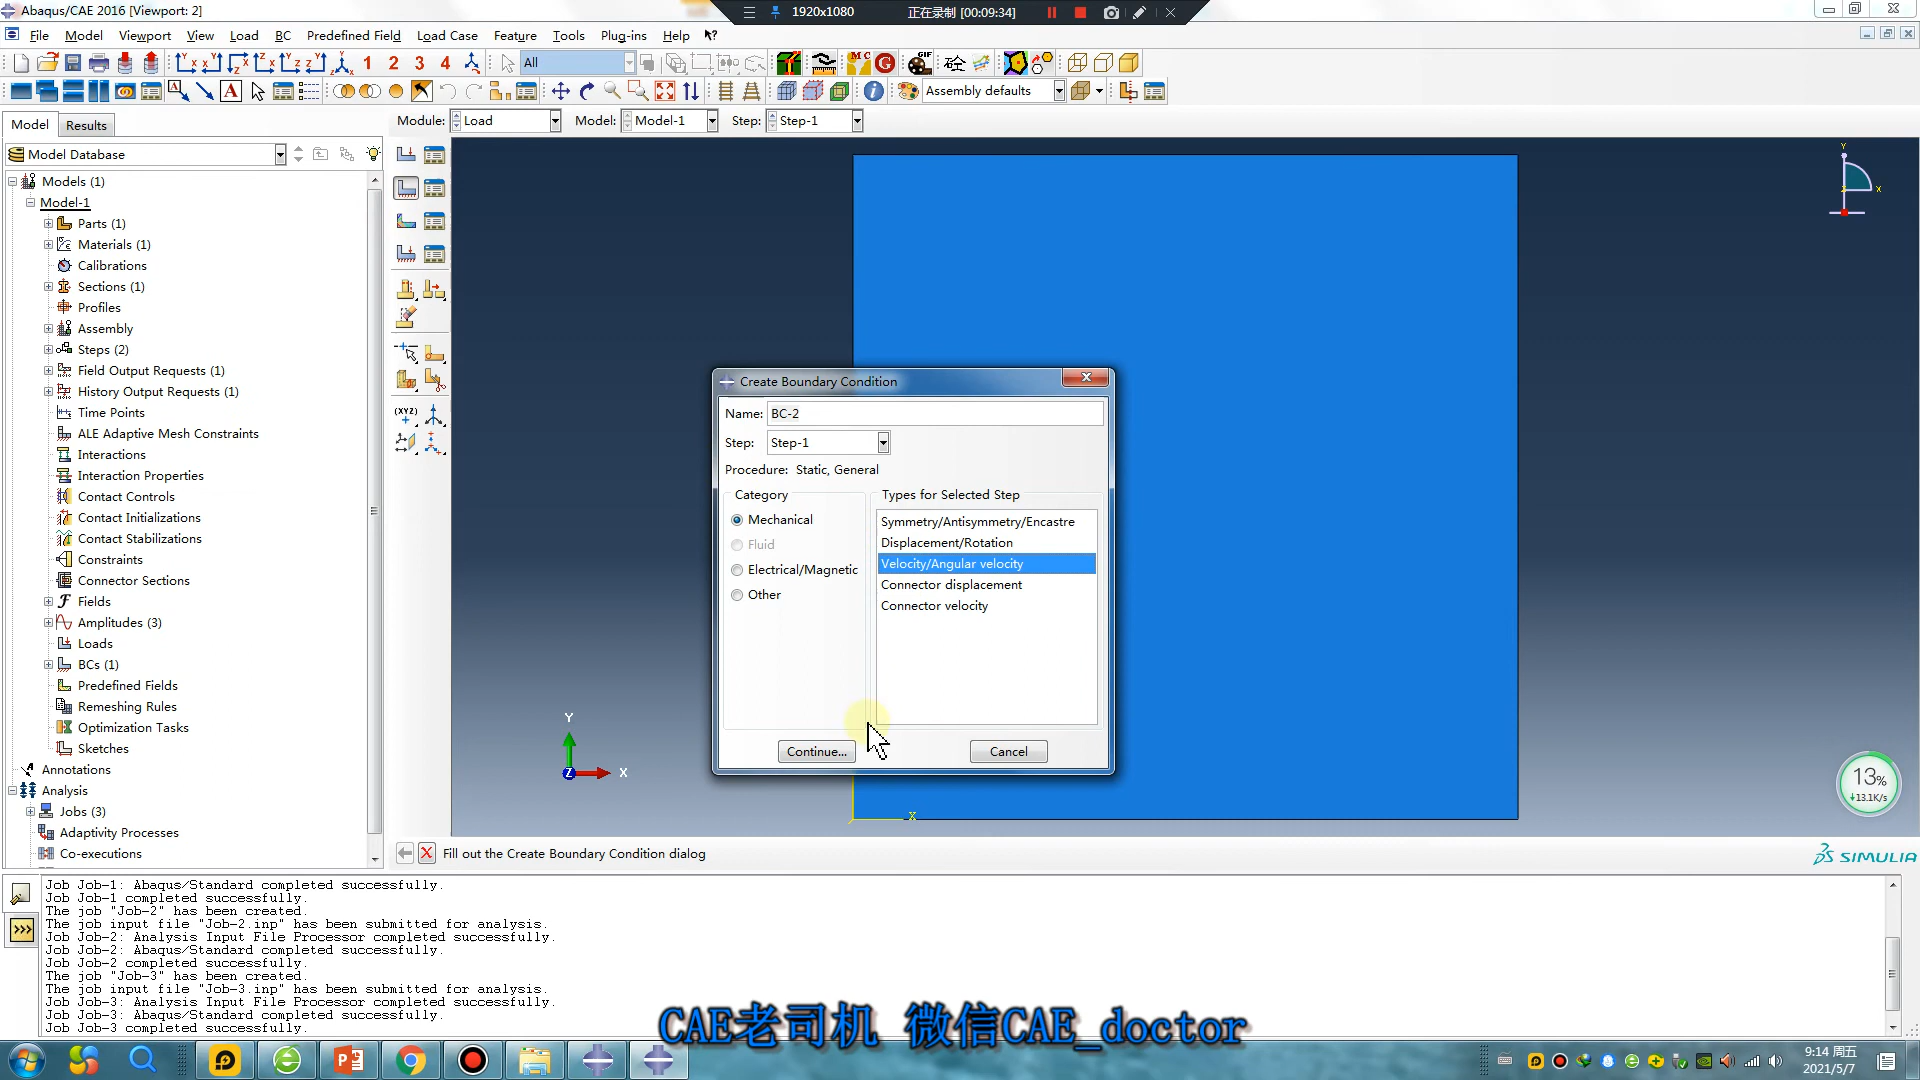 Abaqus/CAE 2016 [Viewport: 2]
1920x1080
正在录制 [00:09:34]
File Model Viewport View Load BC Predefined Field Load Case Feature Tools Plug-ins Help
1 2 3 4
All
Assembly defaults
Model Results
Module: Load Model: Model-1 Step: Step-1
Model Database
Models (1)
Model-1
Parts (1)
Materials (1)
Calibrations
Sections (1)
Profiles
Assembly
Steps (2)
Field Output Requests (1)
History Output Requests (1)
Time Points
ALE Adaptive Mesh Constraints
Interactions
Interaction Properties
Contact Controls
Contact Initializations
Contact Stabilizations
Constraints
Connector Sections
Fields
Amplitudes (3)
Loads
BCs (1)
Predefined Fields
Remeshing Rules
Optimization Tasks
Sketches
Annotations
Analysis
Jobs (3)
Adaptivity Processes
Co-executions
Create Boundary Condition
Name: BC-2
Step: Step-1
Procedure: Static, General
Category
Mechanical
Fluid
Electrical/Magnetic
Other
Types for Selected Step
Symmetry/Antisymmetry/Encastre
Displacement/Rotation
Velocity/Angular velocity
Connector displacement
Connector velocity
Continue... Cancel
Y
Z
X
Y
X
X
13%
↓13.1K/s
Fill out the Create Boundary Condition dialog
SIMULIA
Job Job-1: Abaqus/Standard completed successfully.
Job Job-1 completed successfully.
The job "Job-2" has been created.
The job input file "Job-2.inp" has been submitted for analysis.
Job Job-2: Analysis Input File Processor completed successfully.
Job Job-2: Abaqus/Standard completed successfully.
Job Job-2 completed successfully.
The job "Job-3" has been created.
The job input file "Job-3.inp" has been submitted for analysis.
Job Job-3: Analysis Input File Processor completed successfully.
Job Job-3: Abaqus/Standard completed successfully.
Job Job-3 completed successfully.
CAE老司机 微信CAE_doctor
9:14 周五
2021/5/7